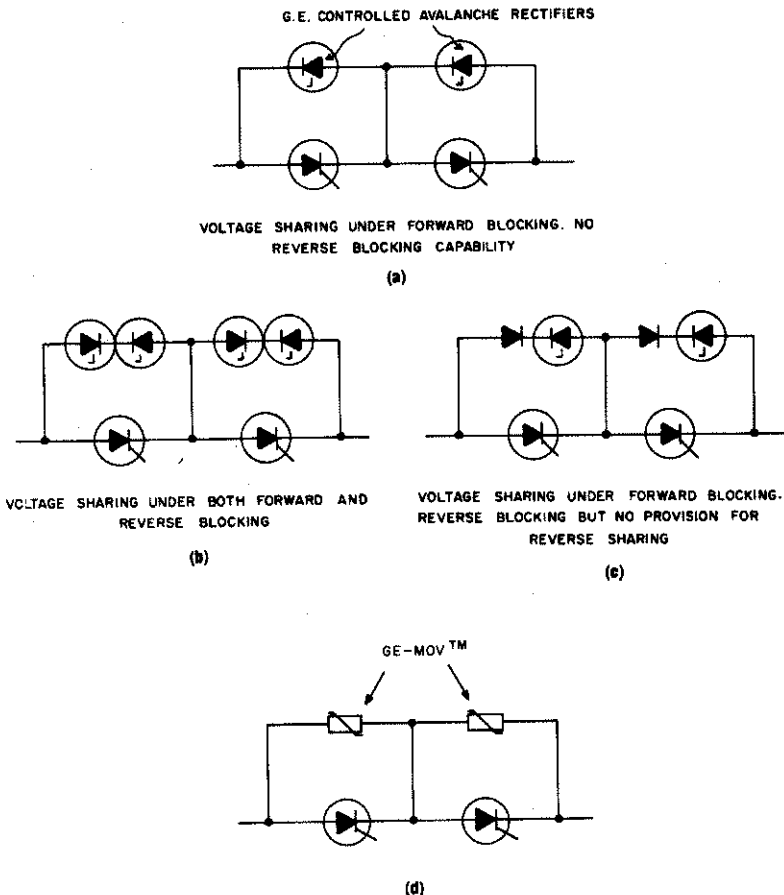 G.E. CONTROLLED AVALANCHE RECTIFIERS
VOLTAGE SHARING UNDER FORWARD BLOCKING. NO
REVERSE BLOCKING CAPABILITY
(a)
VOLTAGE SHARING UNDER BOTH FORWARD AND
REVERSE BLOCKING
(b)
VOLTAGE SHARING UNDER FORWARD BLOCKING.
REVERSE BLOCKING BUT NO PROVISION FOR
REVERSE SHARING
(c)
GE-MOV™
(d)